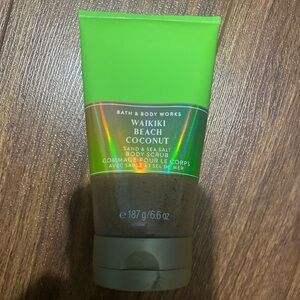 BATH & BODY WORKS
WAIKIKI
BEACH
COCONUT
SAND & SEA SALT
BODY SCRUB
GOMMAGE POUR LE CORPS
AVEC SABLE ET SEL DE MER
℮ 187 g/6.6 oz